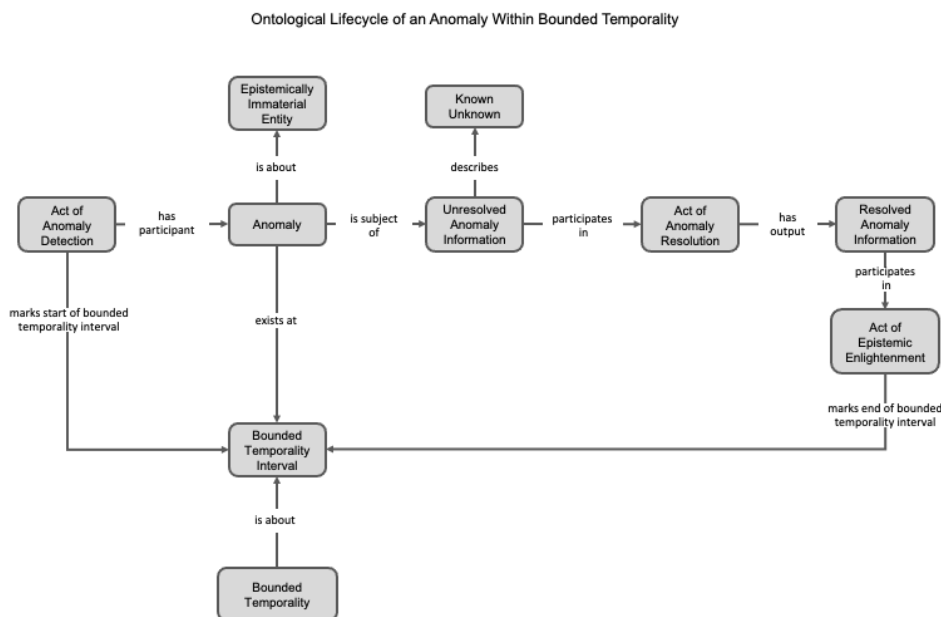 Ontological Lifecycle of an Anomaly Within Bounded Temporality
Epistemically
Immaterial
Entity
Known
Unknown
is about
describes
Act of
Anomaly
Detection
has
participant
Anomaly
is subject
of
Unresolved
Anomaly
Information
participates
in
Act of
Anomaly
Resolution
has
output
Resolved
Anomaly
Information
participates
in
marks start of bounded
temporality interval
exists at
Act of
Epistemic
Enlightenment
marks end of bounded
temporality interval
Bounded
Temporality
Interval
is about
Bounded
Temporality